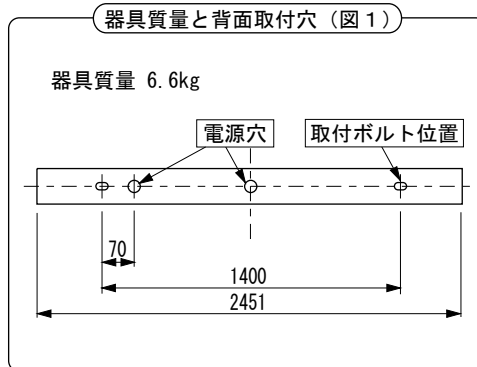 器具質量と背面取付穴（図１）
器具質量 6.6kg
電源穴
取付ボルト位置
70
1400
2451